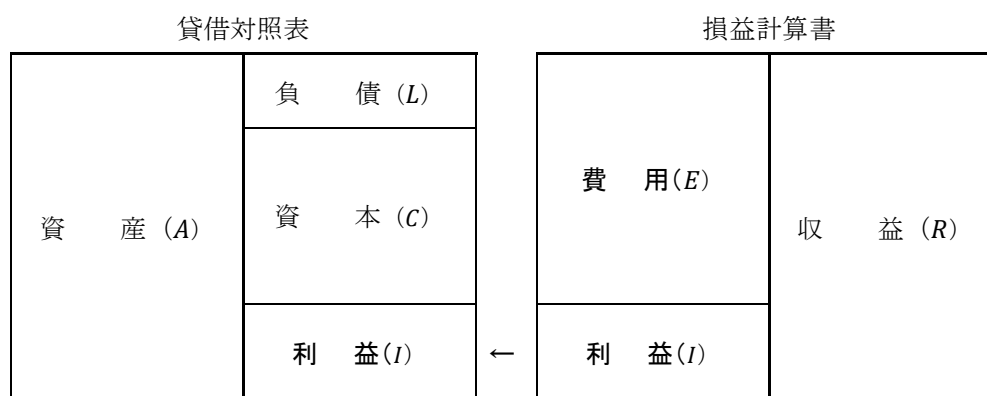 貸借対照表
損益計算書
資 産 (A)
負 債 (L)
資 本 (C)
利 益(I)
←
費 用(E)
利 益(I)
収 益 (R)